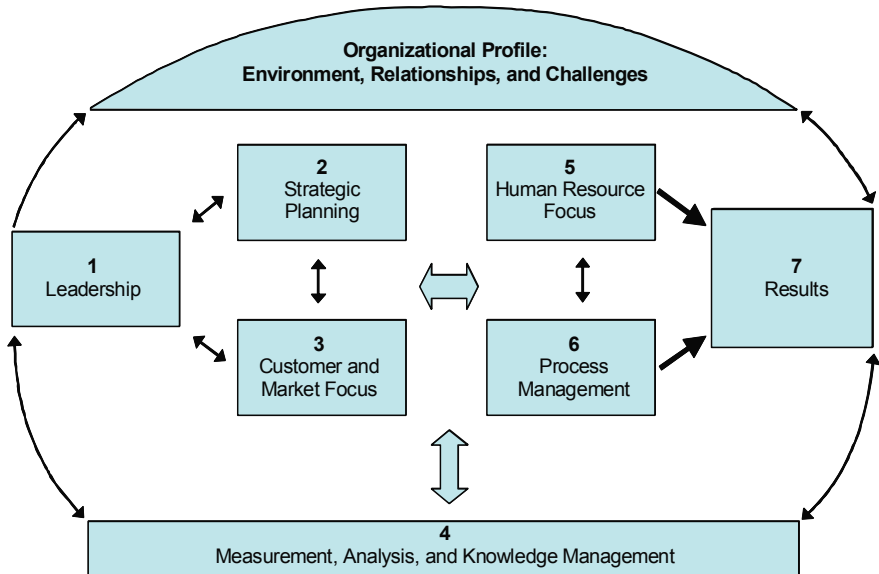 Organizational Profile:
Environment, Relationships, and Challenges
2
Strategic
Planning
5
Human Resource
Focus
1
Leadership
7
Results
3
Customer and
Market Focus
6
Process
Management
4
Measurement, Analysis, and Knowledge Management